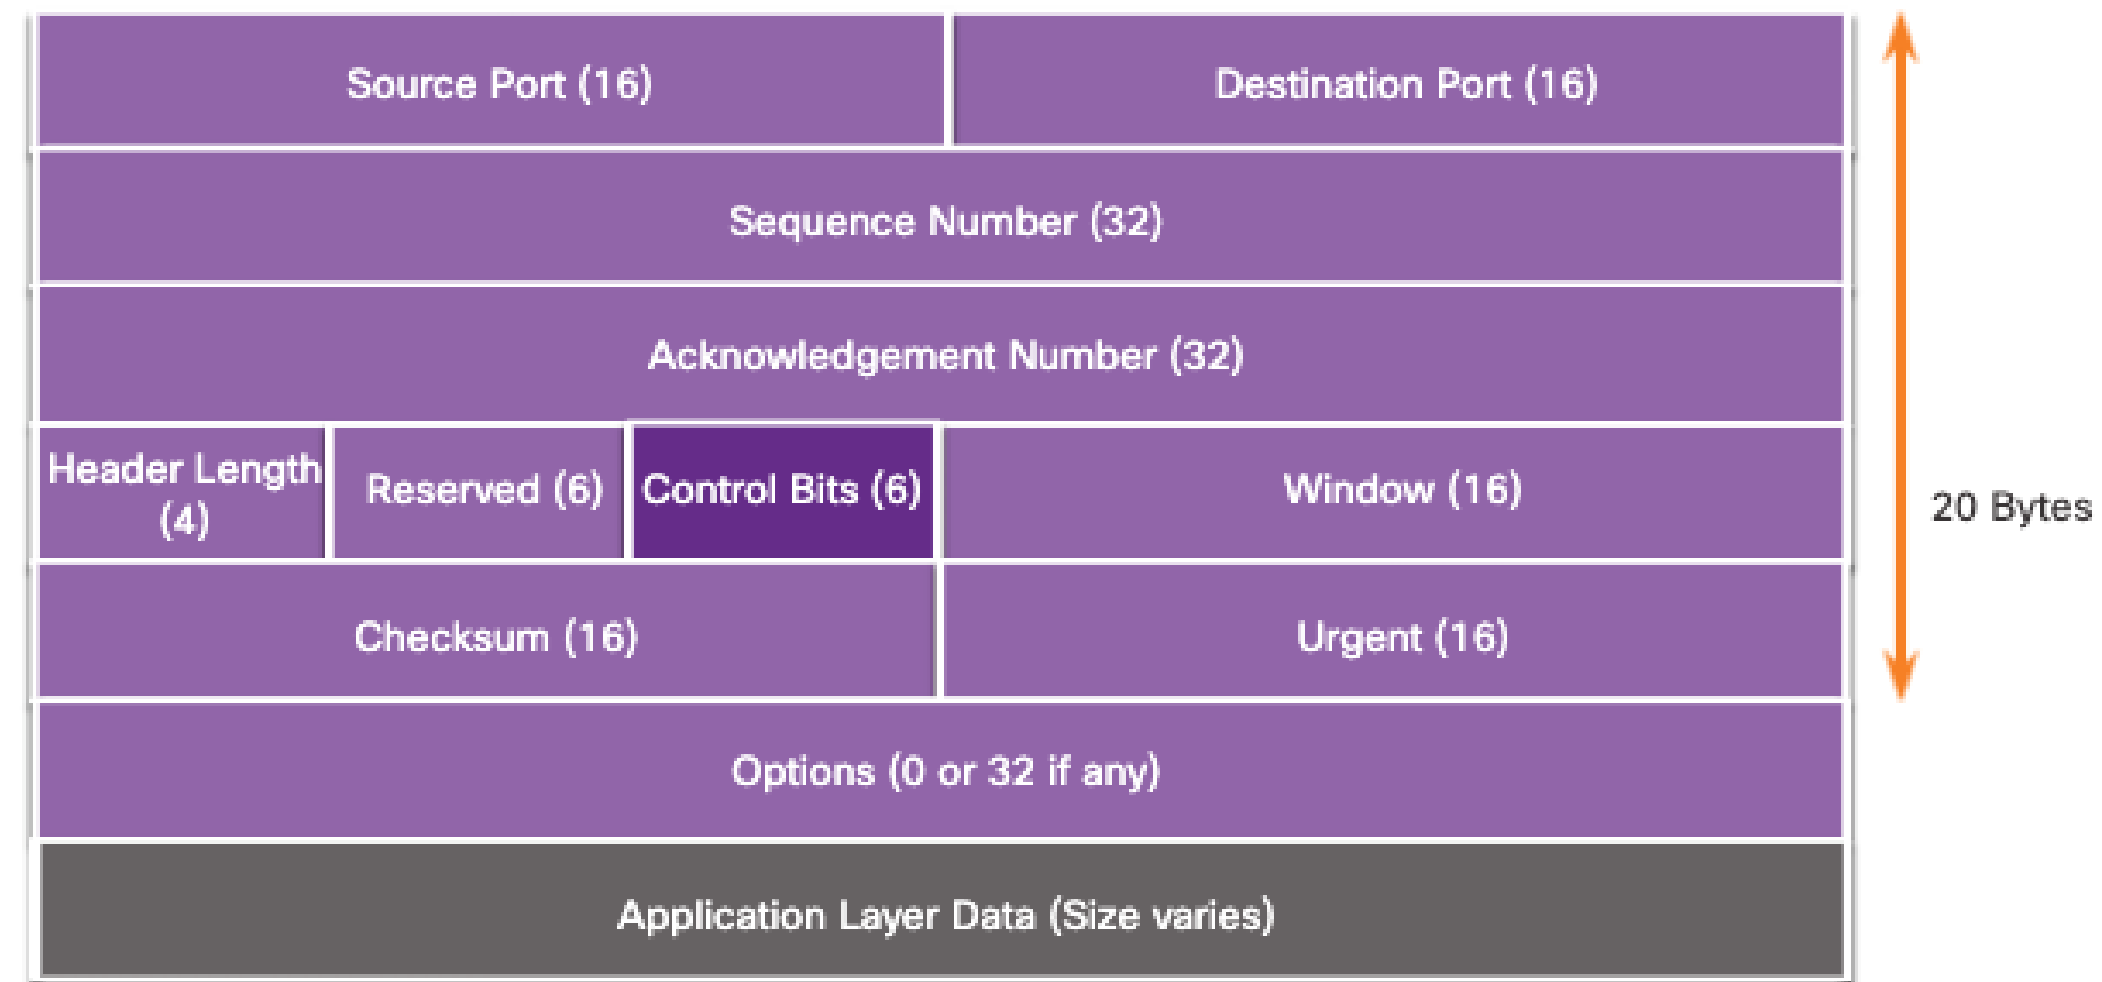 Source Port (16)
Destination Port (16)
Sequence Number (32)
Acknowledgement Number (32)
Header Length
(4)
Reserved (6)
Control Bits (6)
Window (16)
20 Bytes
Checksum (16)
Urgent (16)
Options (0 or 32 if any)
Application Layer Data (Size varies)